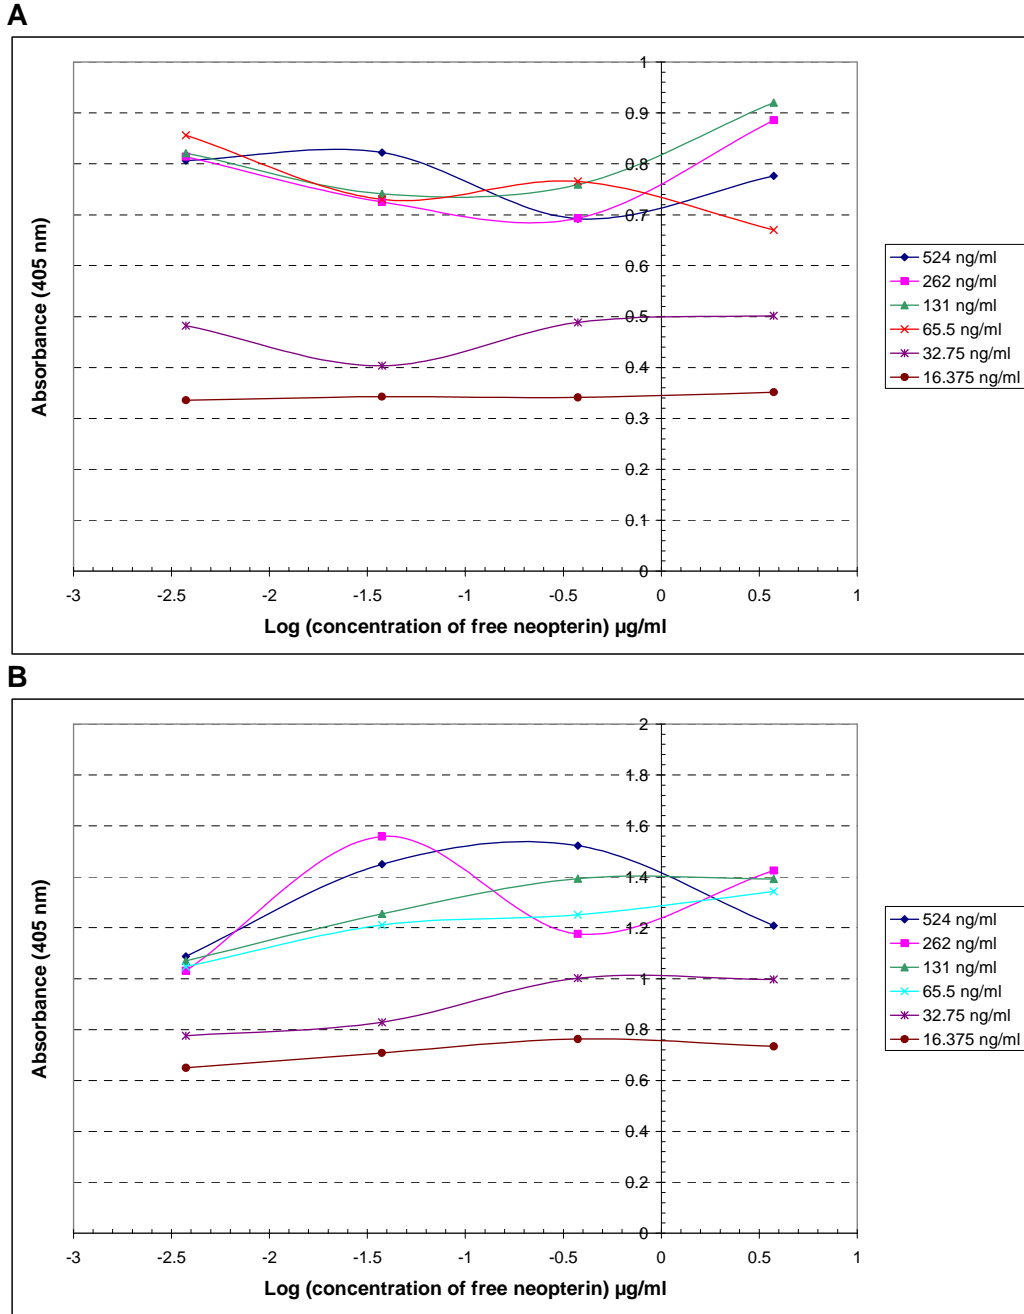 A
1
0.9
0.8
0.7
0.6
0.5
0.4
0.3
0.2
0.1
0
-3 -2.5 -2 -1.5 -1 -0.5 0 0.5 1
Absorbance (405 nm)
Log (concentration of free neopterin) µg/ml
524 ng/ml
262 ng/ml
131 ng/ml
65.5 ng/ml
32.75 ng/ml
16.375 ng/ml
B
2
1.8
1.6
1.4
1.2
1
0.8
0.6
0.4
0.2
0
-3 -2.5 -2 -1.5 -1 -0.5 0 0.5 1
Absorbance (405 nm)
Log (concentration of free neopterin) µg/ml
524 ng/ml
262 ng/ml
131 ng/ml
65.5 ng/ml
32.75 ng/ml
16.375 ng/ml